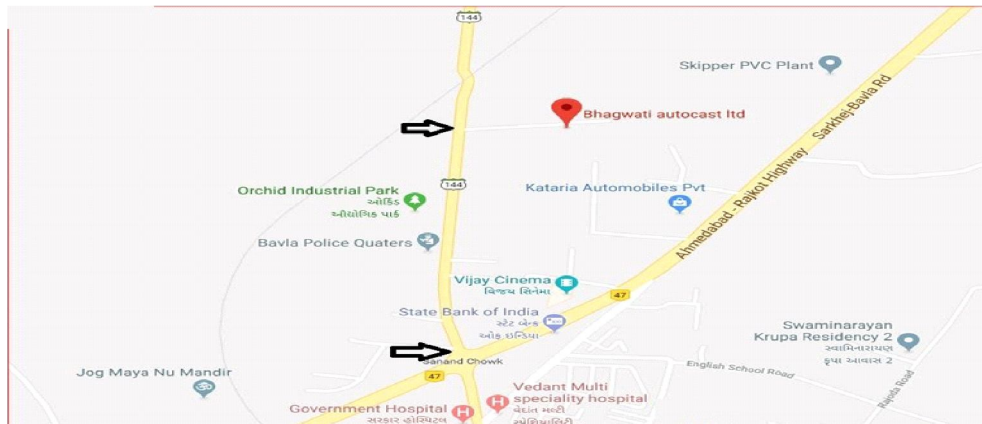 144
Skipper PVC Plant
Bhagwati autocast ltd
Sarkhej-Bavla Rd
Ahmedabad - Rajkot Highway
144
Orchid Industrial Park
ઓર્કિડ
ઔદ્યોગિક પાર્ક
Kataria Automobiles Pvt
Bavla Police Quaters
Vijay Cinema
વિજય સિનેમા
47
State Bank of India
સ્ટેટ બેન્ક
ઓફ ઇન્ડિયા
Swaminarayan
Krupa Residency 2
સ્વામિનારાયણ
કૃપા આવાસ 2
Sanand Chowk
English School Road
Jog Maya Nu Mandir
47
Rajoda Road
Vedant Multi
speciality hospital
વેદાંત મલ્ટી
સ્પેશિયાલિટી
Government Hospital
સરકાર હોસ્પિટલ